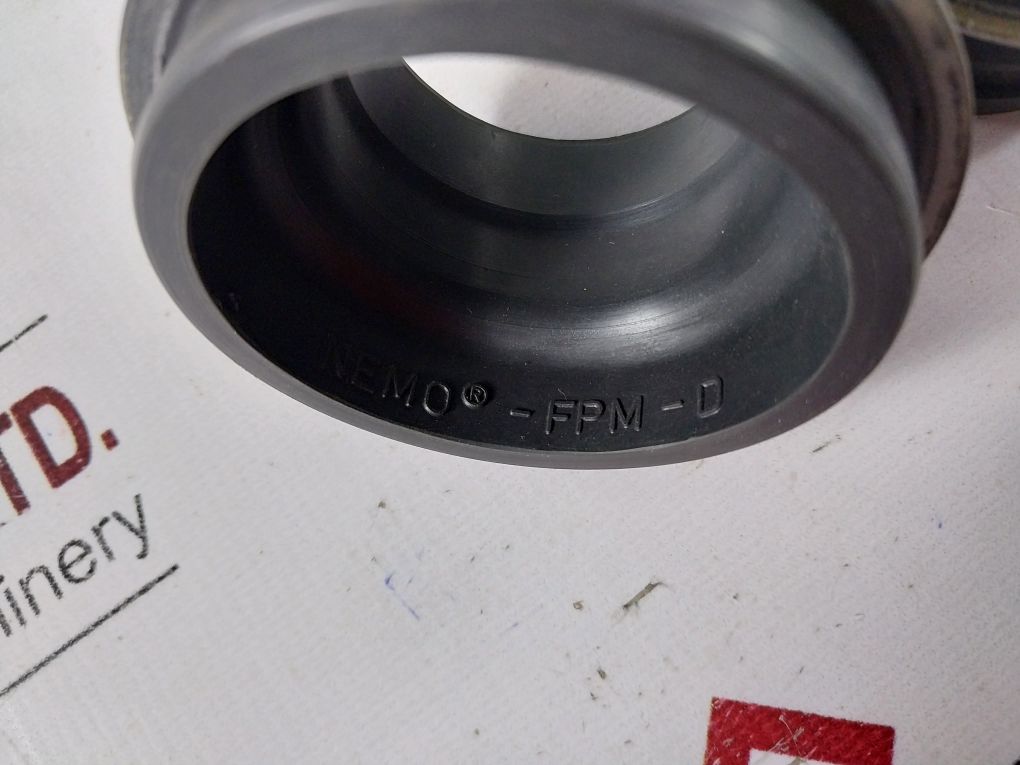 NEMO® - FPM - D
TD.
inery